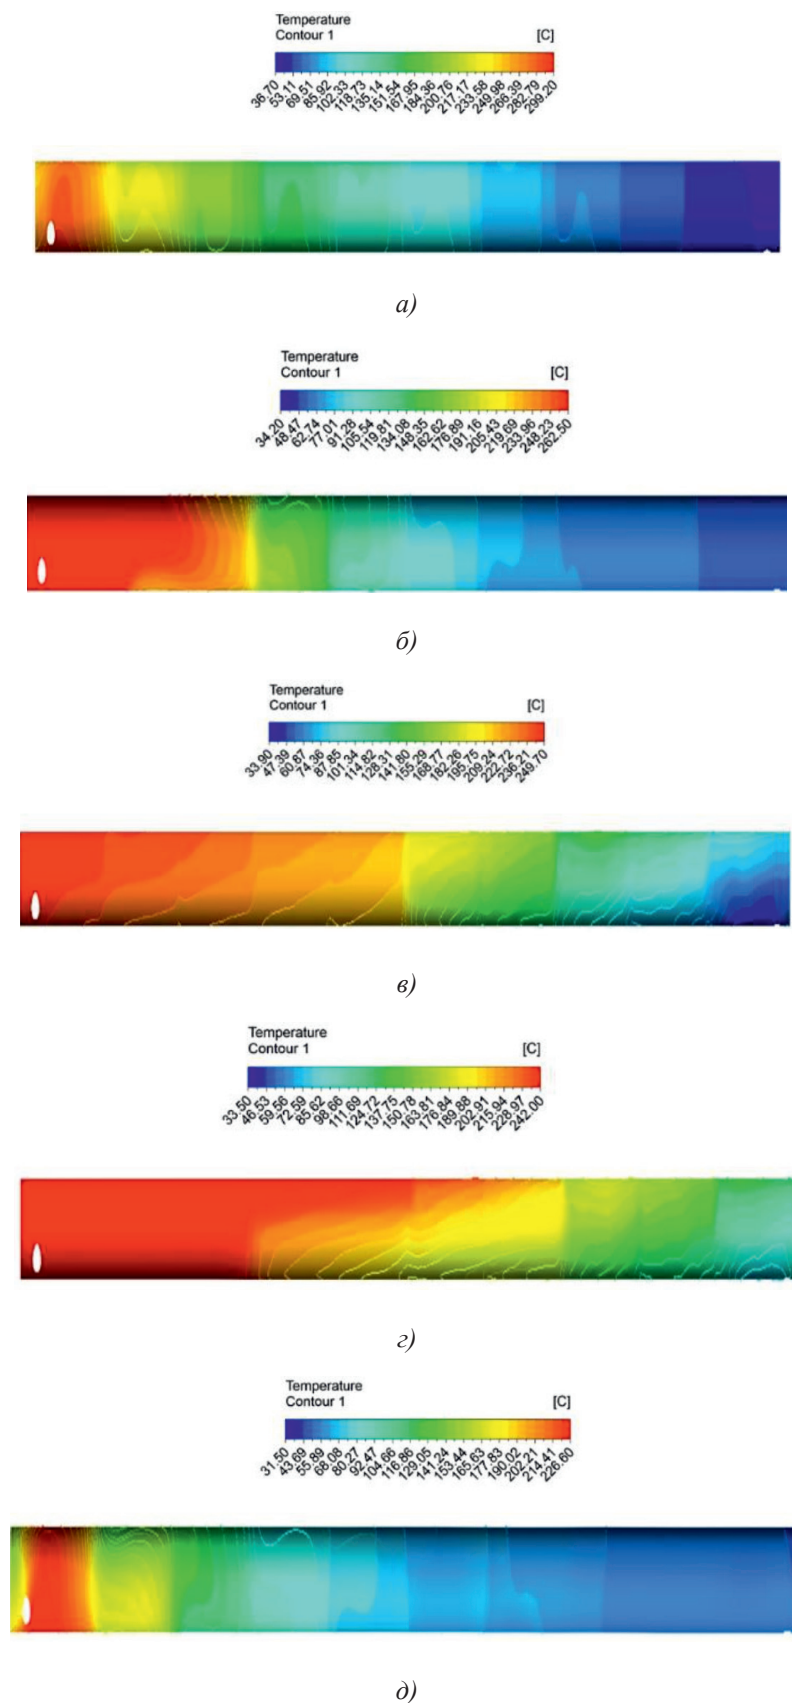 Temperature
Contour 1 [C]
36.70 53.11 69.51 85.92 102.33 118.73 135.14 151.54 167.95 184.36 200.76 217.17 233.58 249.98 266.39 282.79 299.20
а)
Temperature
Contour 1 [C]
34.20 48.47 62.74 77.01 91.28 105.54 119.81 134.08 148.35 162.62 176.89 191.16 205.43 219.69 233.96 248.23 262.50
б)
Temperature
Contour 1 [C]
33.90 47.39 60.87 74.36 87.85 101.34 114.82 128.31 141.80 155.29 168.77 182.26 195.75 209.24 222.72 236.21 249.70
в)
Temperature
Contour 1 [C]
33.50 46.53 59.56 72.59 85.62 98.66 111.69 124.72 137.75 150.78 163.81 176.84 189.88 202.91 215.94 228.97 242.00
г)
Temperature
Contour 1 [C]
31.50 43.69 55.89 68.08 80.27 92.47 104.66 116.86 129.05 141.24 153.44 165.63 177.83 190.02 202.21 214.41 226.60
д)